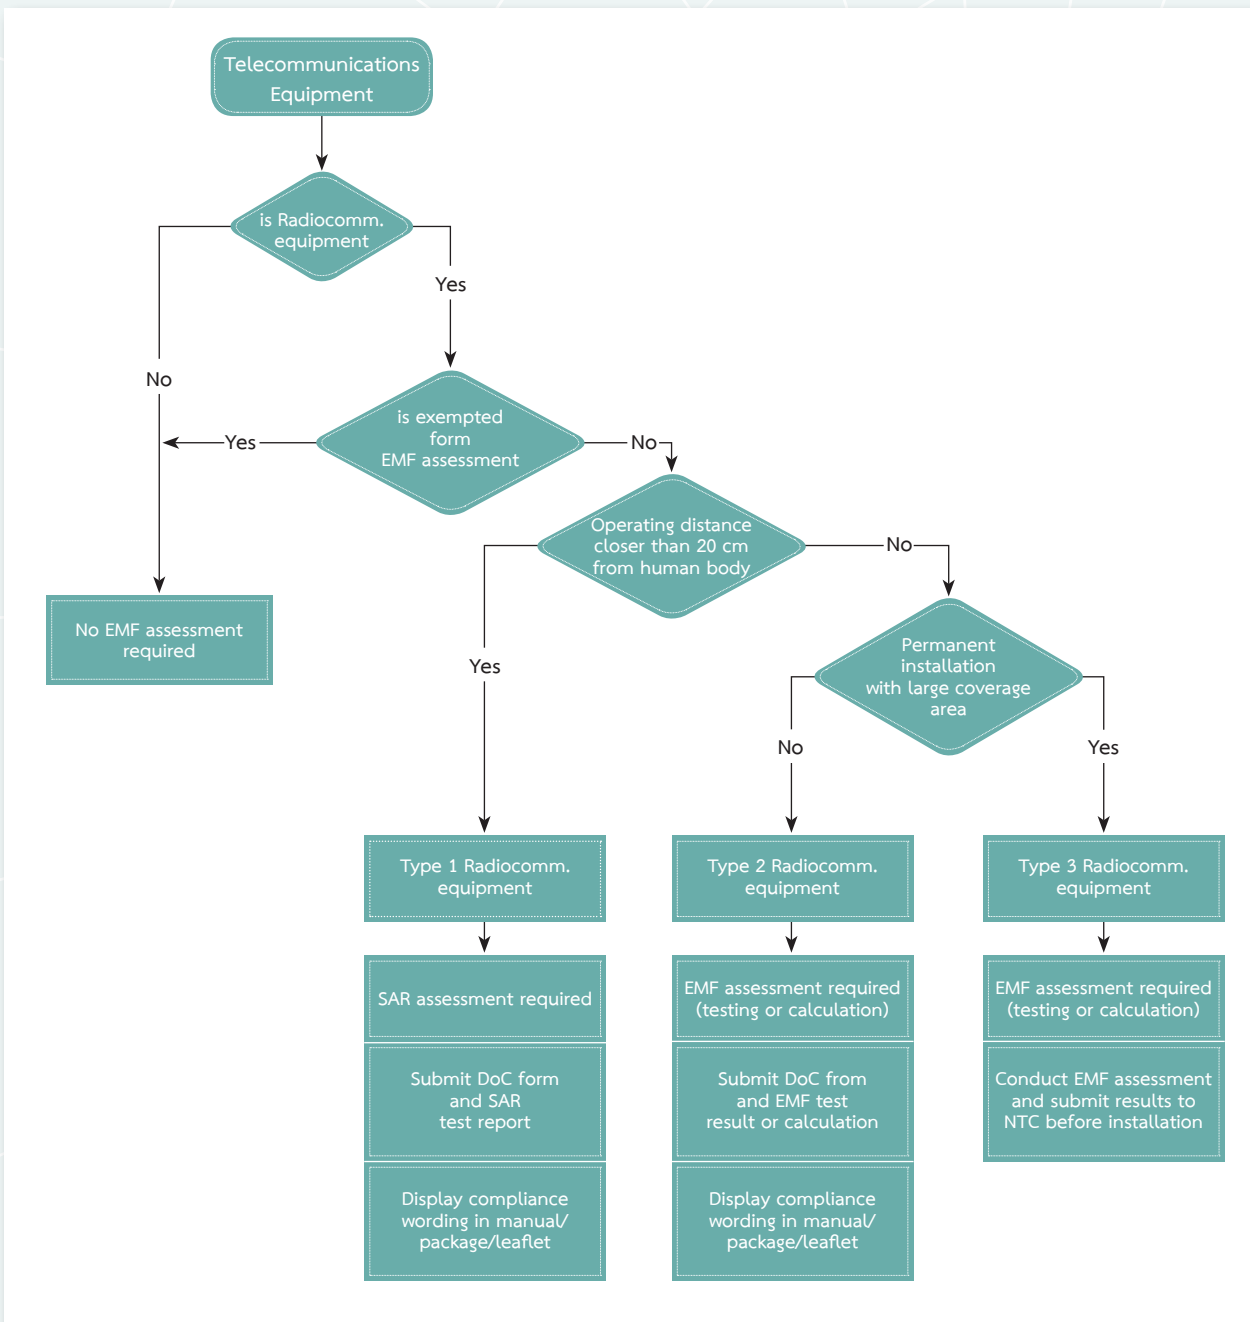 Telecommunications
Equipment
is Radiocomm.
equipment
Yes
No
is exempted
form
EMF assessment
Yes
No
Operating distance
closer than 20 cm
from human body
No
No EMF assessment
required
Yes
Permanent
installation
with large coverage
area
No
Yes
Type 1 Radiocomm.
equipment
Type 2 Radiocomm.
equipment
Type 3 Radiocomm.
equipment
SAR assessment required
EMF assessment required
(testing or calculation)
EMF assessment required
(testing or calculation)
Submit DoC form
and SAR
test report
Submit DoC from
and EMF test
result or calculation
Conduct EMF assessment
and submit results to
NTC before installation
Display compliance
wording in manual/
package/leaflet
Display compliance
wording in manual/
package/leaflet